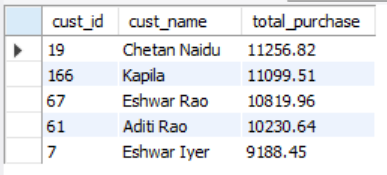 cust_id cust_name total_purchase
19 Chetan Naidu 11256.82
166 Kapila 11099.51
67 Eshwar Rao 10819.96
61 Aditi Rao 10230.64
7 Eshwar Iyer 9188.45